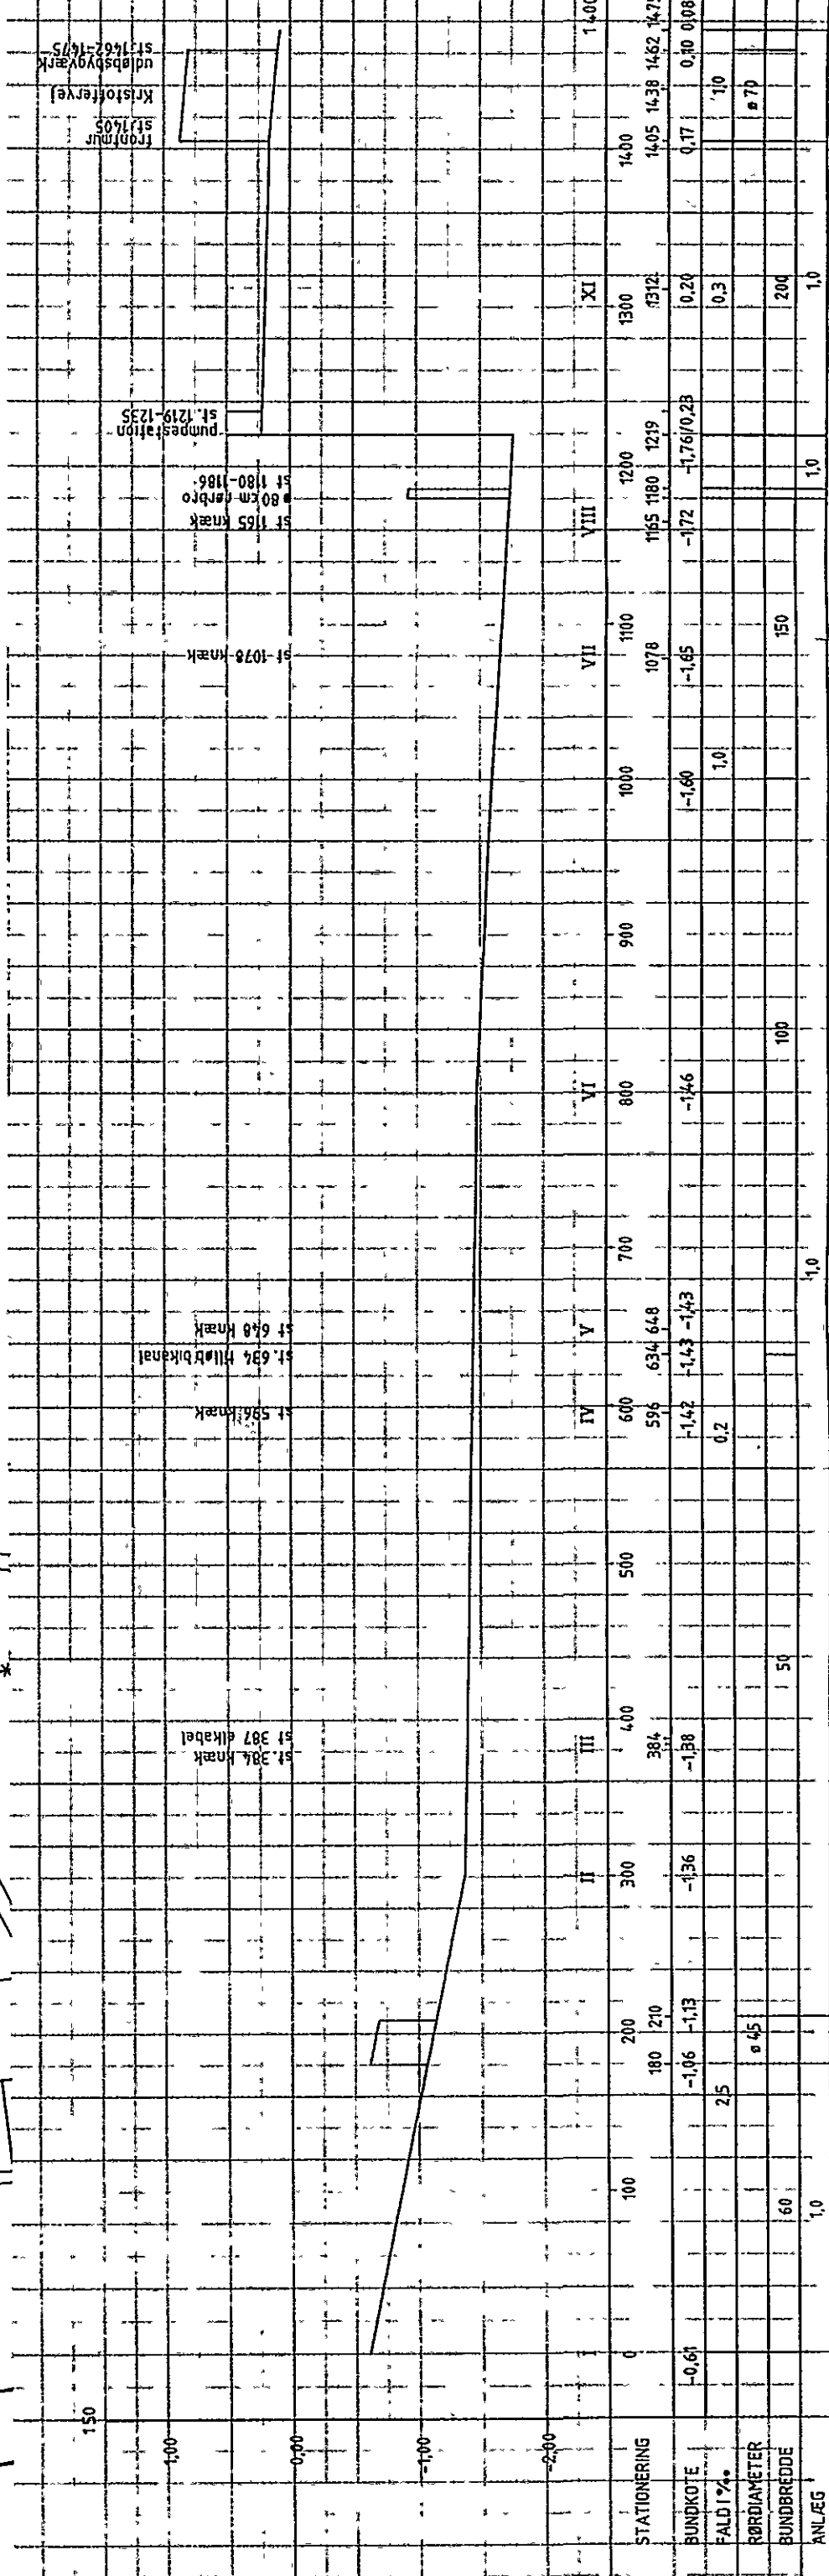 frontmur
st.1405
Kristoffervej
udløbsbygværk
st.1462-1475
pumpestation
st.1219-1235
st 1165 knæk
ø 80 cm rørbro
st 1180-1186
st 1078 knæk
st 596 knæk
st.634 tilløb bikanal
st 648 knæk
st.384 knæk
st 387 elkabel
150
1,00
0,00
-1,00
-2,00
I II III IV V VI VII VIII XI
STATIONERING 0 100 200 300 400 500 600 700 800 900 1000 1100 1200 1300 1400
180 210 384 596 634 648 1078 1165 1180 1219 1312 1405 1438 1462 1475
BUNDKOTE -0,61 -1,06 -1,13 -1,36 -1,38 -1,42 -1,43 -1,43 -1,46 -1,60 -1,65 -1,72 -1,76/0,23 0,20 0,17 0,10 0,08
FALD I ‰ 2,5 0,2 1,0 0,3 1,0
RØRDIAMETER ø 45 ø 70
BUNDBREDDE 60 50 100 150 200
ANLÆG 1,0 1,0 1,0 1,0